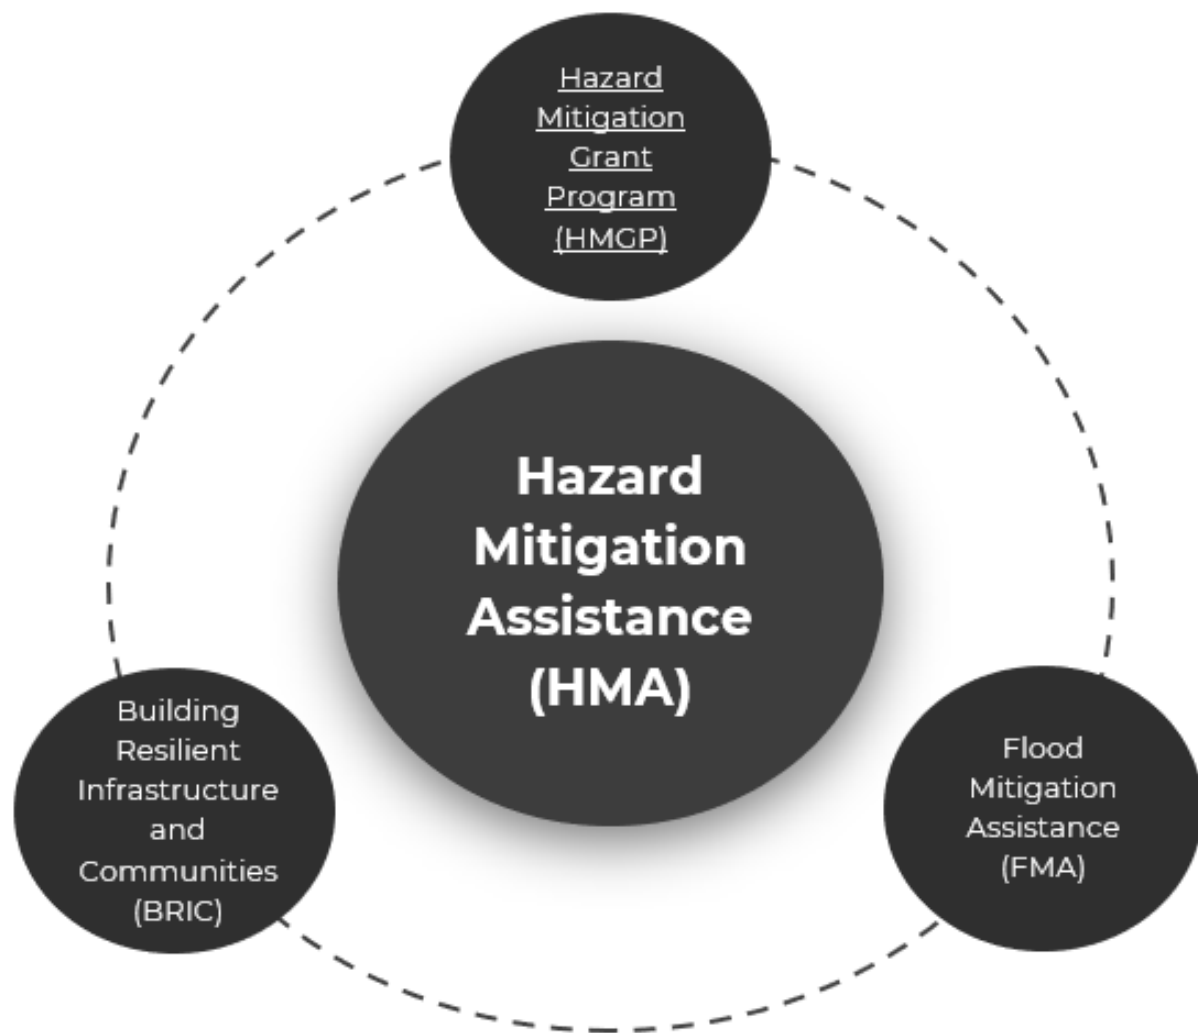 Hazard
Mitigation
Grant
Program
(HMGP)
Hazard
Mitigation
Assistance
(HMA)
Building
Resilient
Infrastructure
and
Communities
(BRIC)
Flood
Mitigation
Assistance
(FMA)